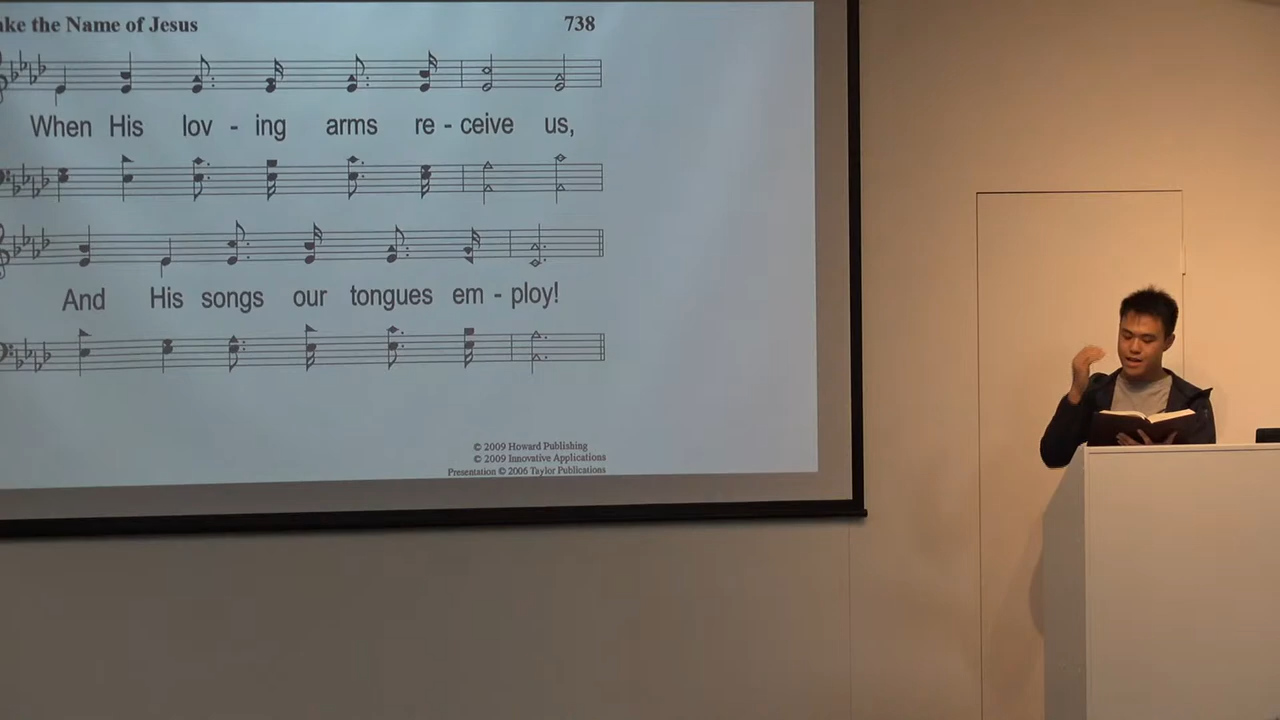 ake the Name of Jesus 738
When His lov - ing arms re - ceive us,
And His songs our tongues em - ploy!
© 2009 Howard Publishing
© 2009 Innovative Applications
Presentation © 2006 Taylor Publications